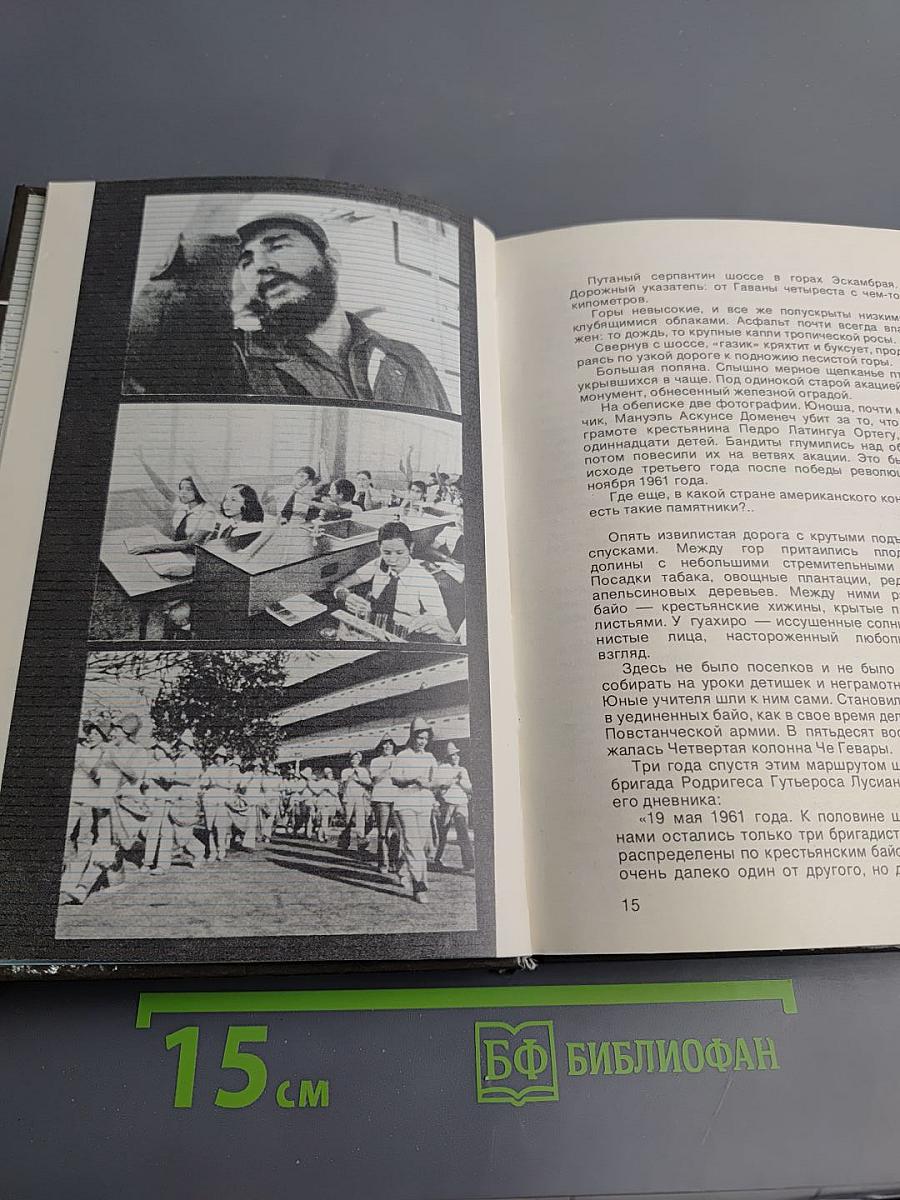 Путаный серпантин шоссе в горах Эскамбрая.
Дорожный указатель: от Гаваны четыреста с чем-то
километров.
Горы невысокие, и все же полускрыты низкими
клубящимися облаками. Асфальт почти всегда вла
жен: то дождь, то крупные капли тропической росы.
Свернув с шоссе, «газик» кряхтит и буксует, прод
раясь по узкой дороге к подножию лесистой горы.
Большая поляна. Слышно мерное щелканье пт
укрывшихся в чаще. Под одинокой старой акацией
монумент, обнесенный железной оградой.
На обелиске две фотографии. Юноша, почти м
чик, Мануэль Аскунсе Доменеч убит за то, что
грамоте крестьянина Педро Латингуа Ортегу,
одиннадцати детей. Бандиты глумились над об
потом повесили их на ветвях акации. Это бы
исходе третьего года после победы революц
ноября 1961 года.
Где еще, в какой стране американского кон
есть такие памятники?..
Опять извилистая дорога с крутыми подъ
спусками. Между гор притаились плод
долины с небольшими стремительными
Посадки табака, овощные плантации, ред
апельсиновых деревьев. Между ними р
байо — крестьянские хижины, крытые п
листьями. У гуахиро — иссушенные солн
нистые лица, настороженный любоп
взгляд.
Здесь не было поселков и не было
собирать на уроки детишек и неграмотн
Юные учителя шли к ним сами. Становил
в уединенных байо, как в свое время дел
Повстанческой армии. В пятьдесят вос
жалась Четвертая колонна Че Гевары.
Три года спустя этим маршрутом ш
бригада Родригеса Гутьероса Лусиан
его дневника:
«19 мая 1961 года. К половине ш
нами остались только три бригадист
распределены по крестьянским байо
очень далеко один от другого, но д
15
15 см
БФ БИБЛИОФАН